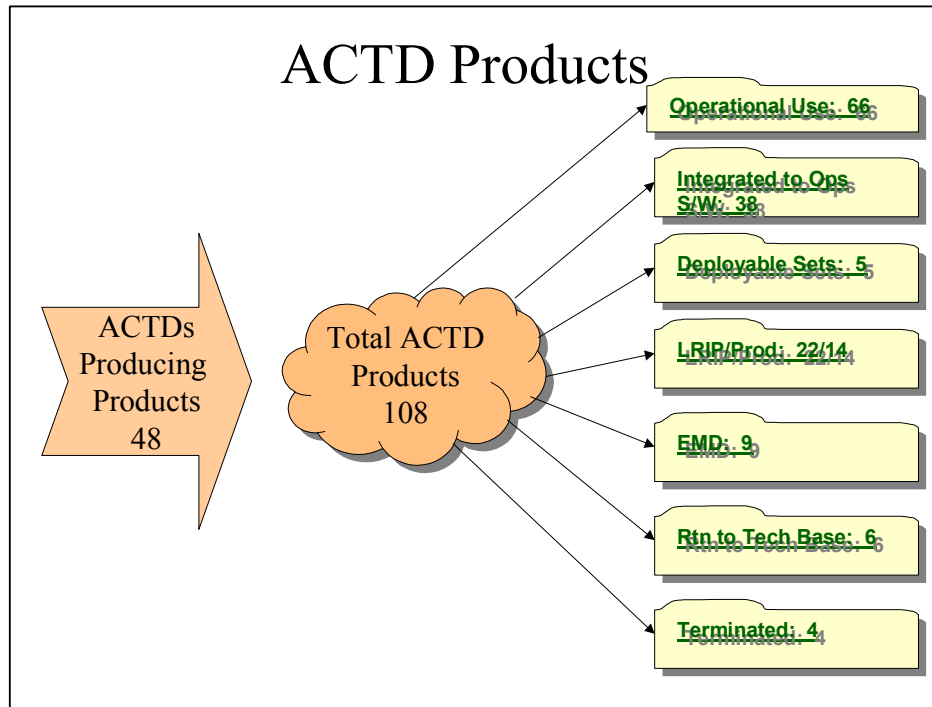 ACTD Products
Operational Use:  66
Integrated to Ops
S/W:  38
Deployable Sets:  5
LRIP/Prod:  22/14
EMD:  9
Rtn to Tech Base:  6
Terminated:  4
ACTDs
Producing
Products
48
Total ACTD
Products
108